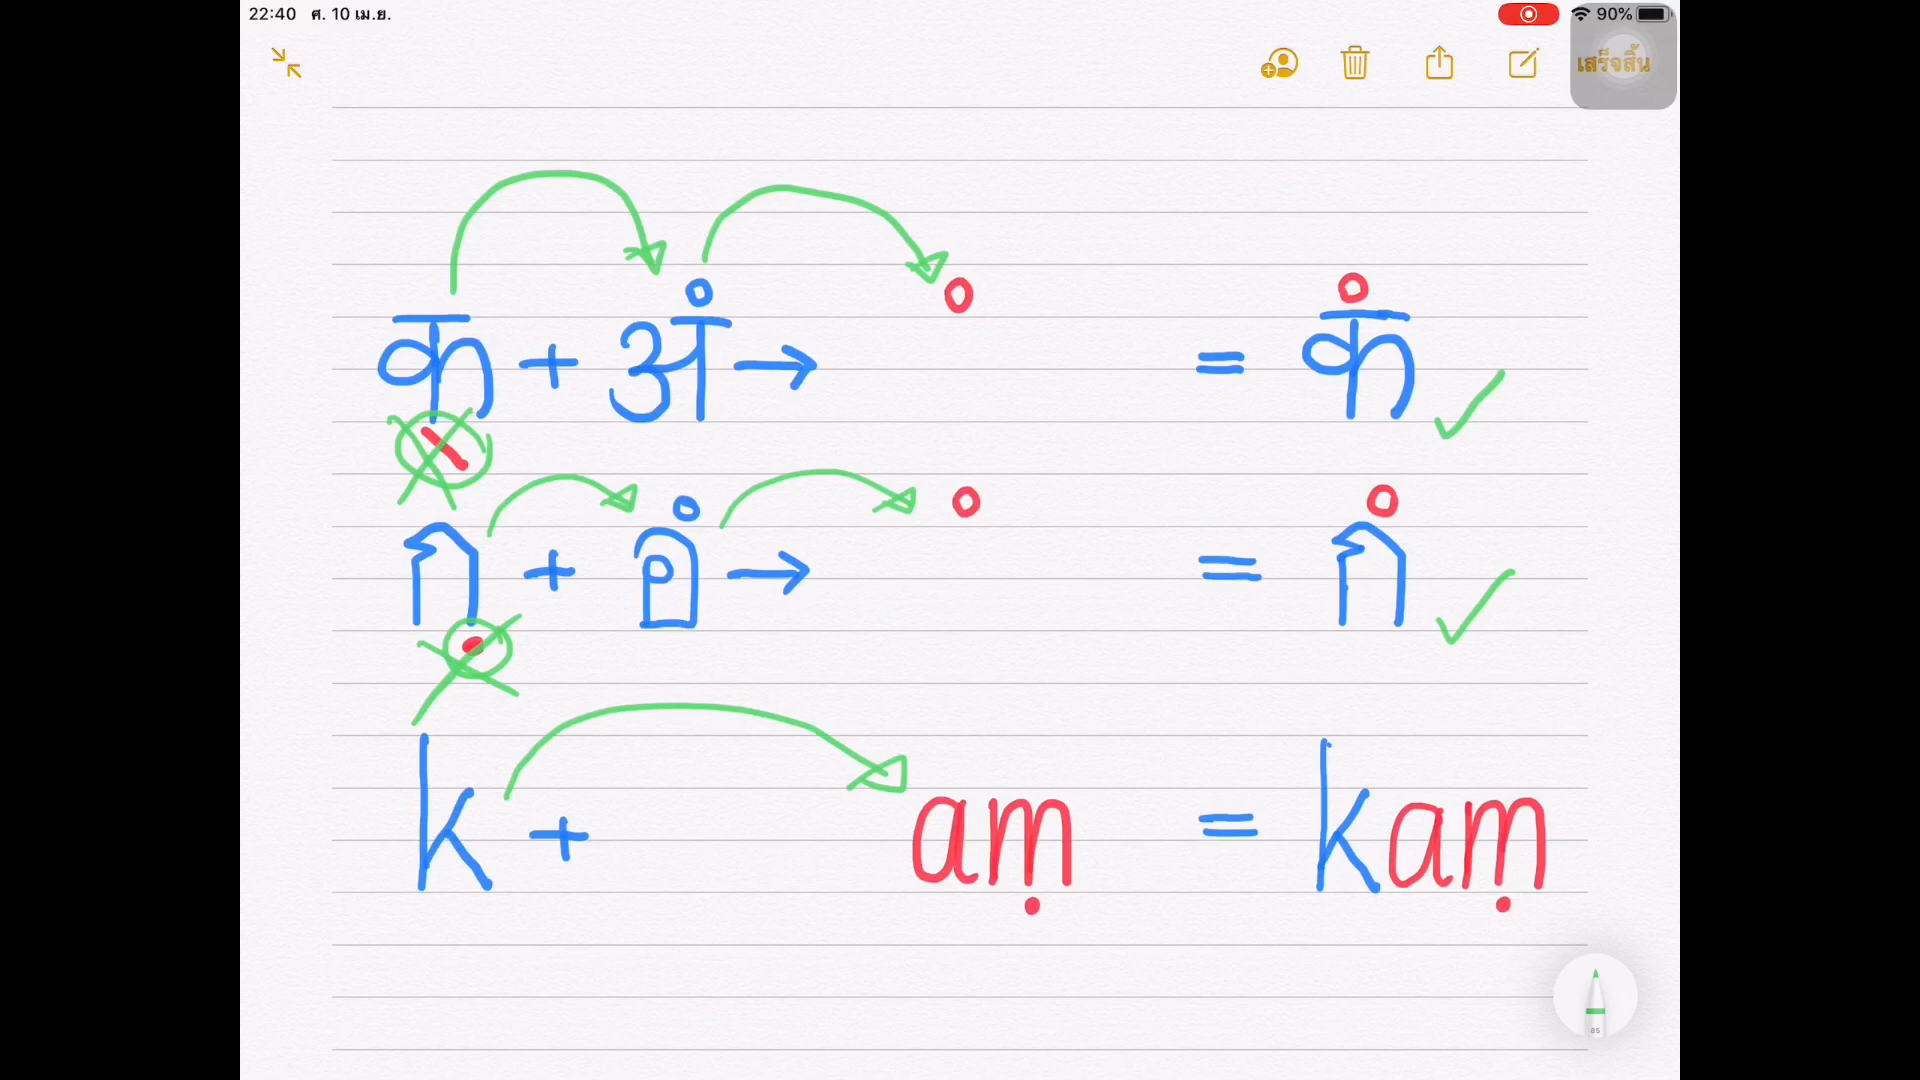 22:40 ศ. 10 เม.ย. 90%
เสร็จสิ้น
क् + अं → ं = कं ✓
กฺ + อํ → ํ = กํ ✓
k + aṃ = kaṃ
85